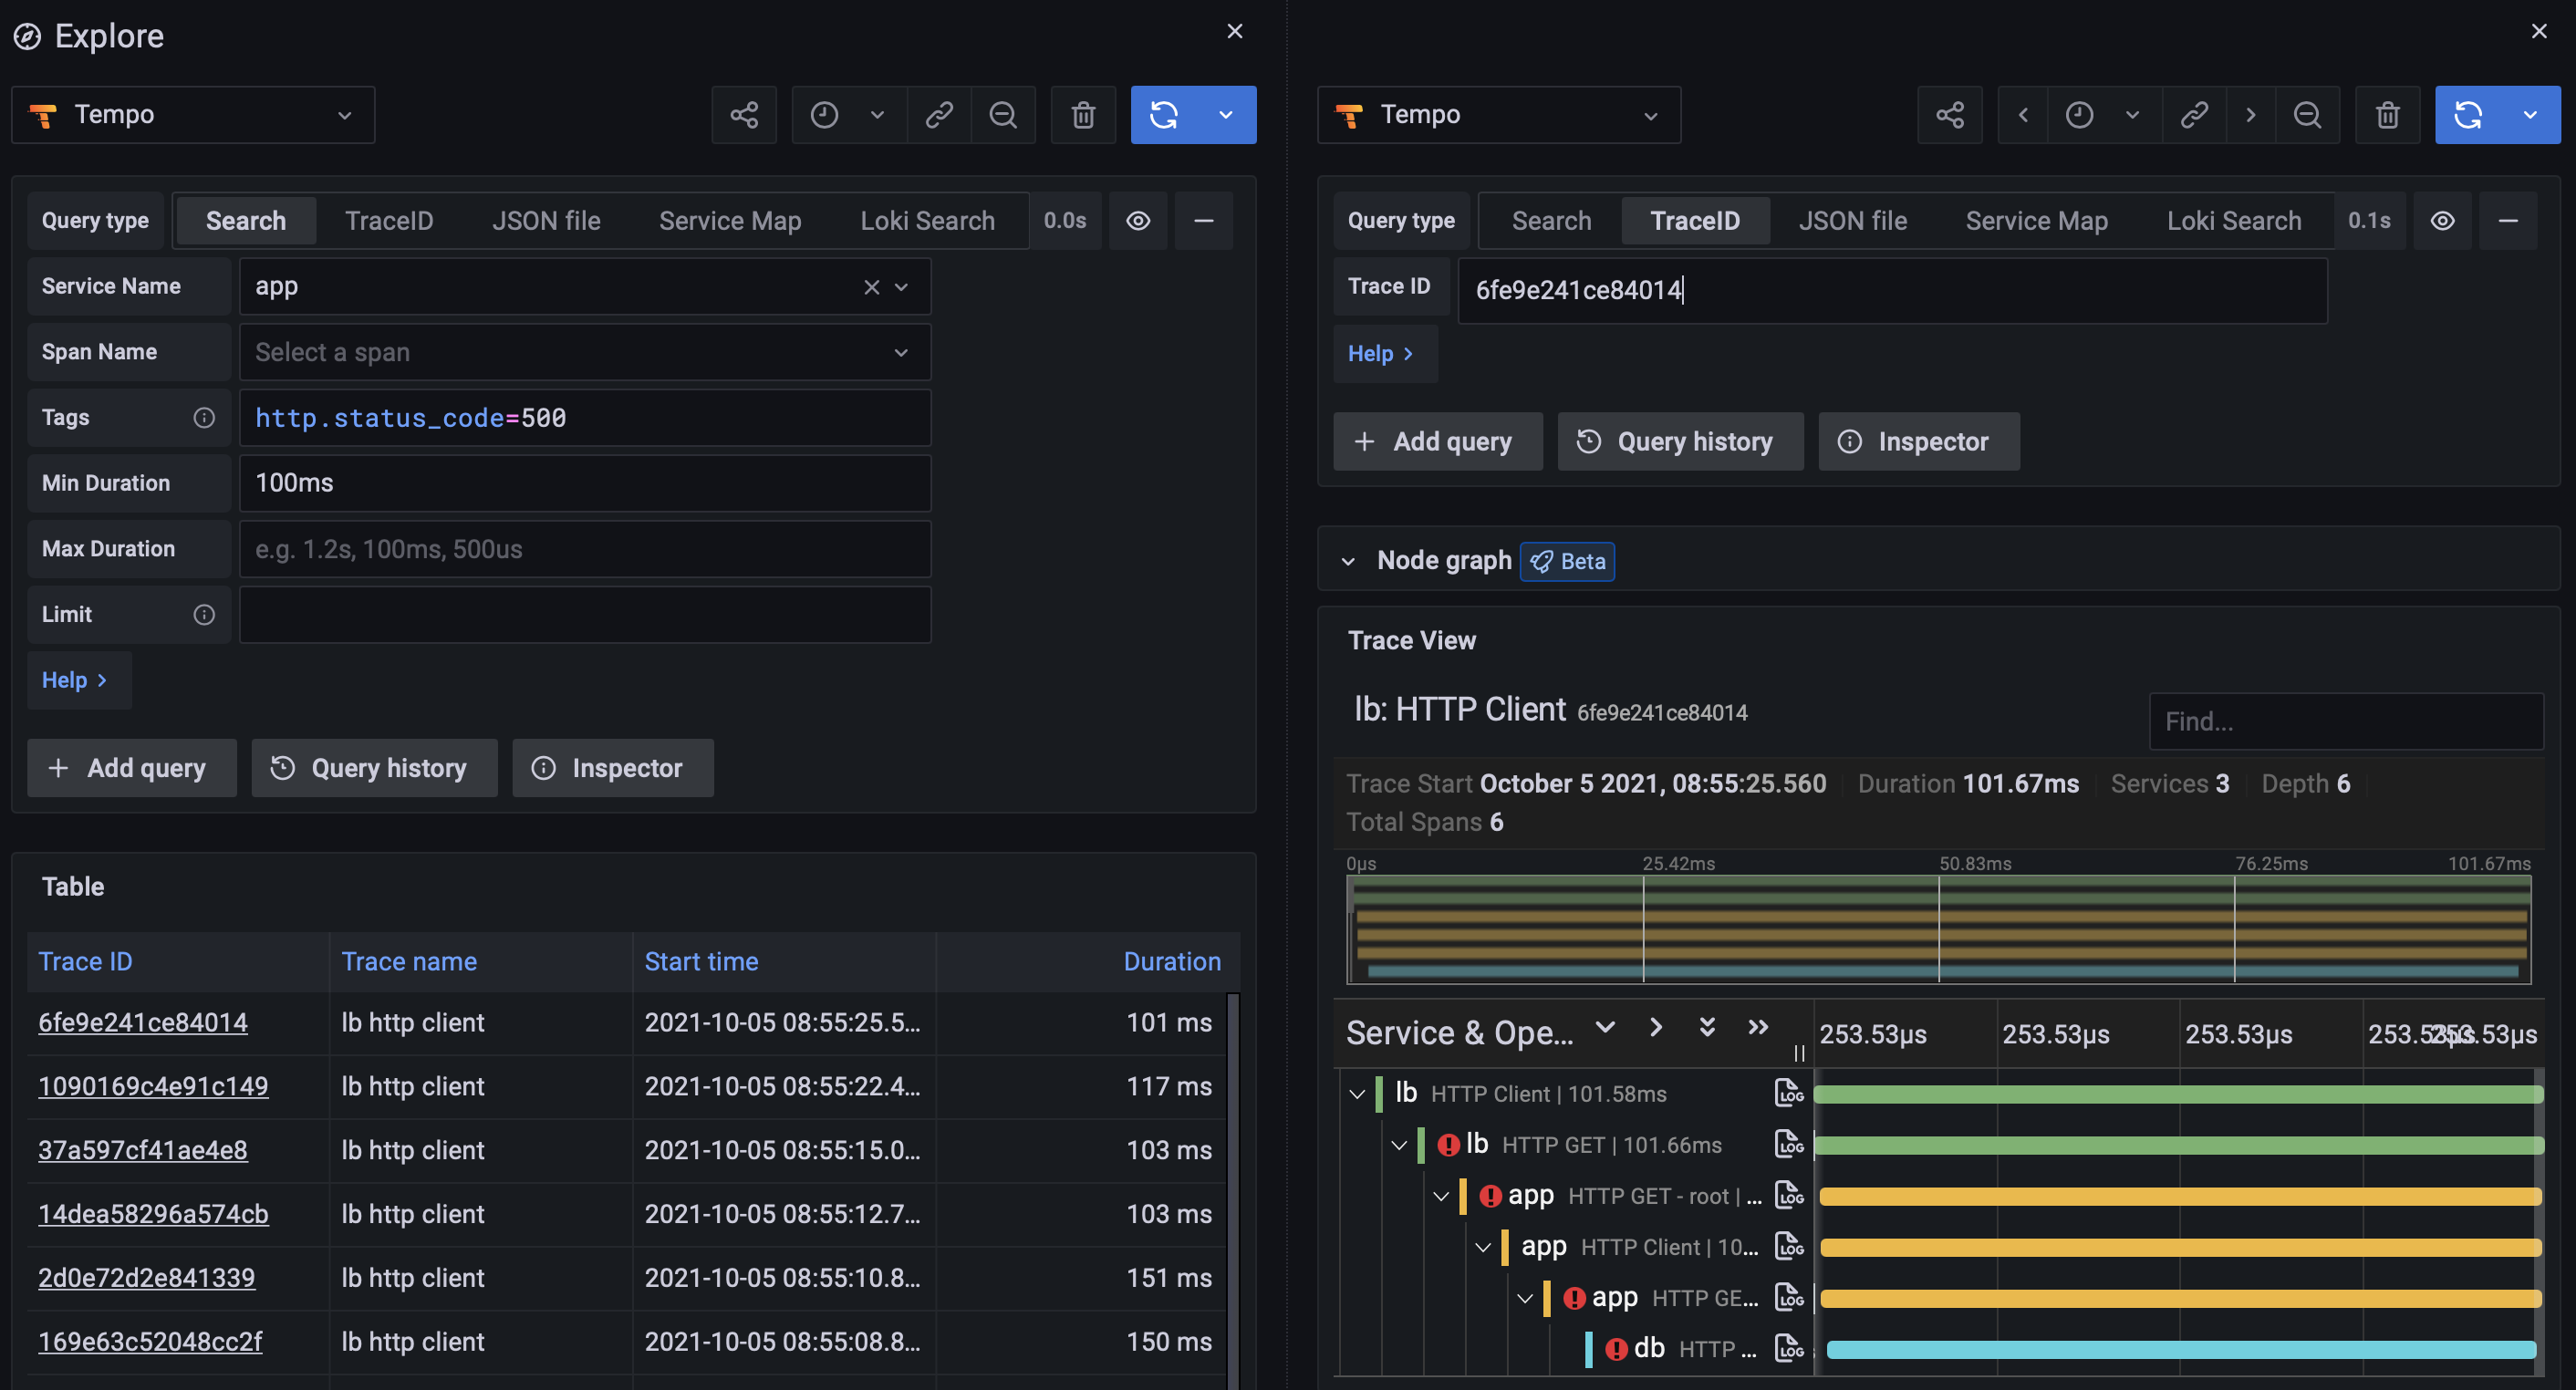 Explore
Tempo
Query type Search TraceID JSON file Service Map Loki Search 0.0s
Service Name app
Span Name Select a span
Tags http.status_code=500
Min Duration 100ms
Max Duration e.g. 1.2s, 100ms, 500us
Limit
Help
Add query Query history Inspector
Table
Trace ID Trace name Start time Duration
6fe9e241ce84014 lb http client 2021-10-05 08:55:25.5... 101 ms
1090169c4e91c149 lb http client 2021-10-05 08:55:22.4... 117 ms
37a597cf41ae4e8 lb http client 2021-10-05 08:55:15.0... 103 ms
14dea58296a574cb lb http client 2021-10-05 08:55:12.7... 103 ms
2d0e72d2e841339 lb http client 2021-10-05 08:55:10.8... 151 ms
169e63c52048cc2f lb http client 2021-10-05 08:55:08.8... 150 ms
Tempo
Query type Search TraceID JSON file Service Map Loki Search 0.1s
Trace ID 6fe9e241ce84014
Help
Add query Query history Inspector
Node graph Beta
Trace View
lb: HTTP Client 6fe9e241ce84014 Find...
Trace Start October 5 2021, 08:55:25.560 Duration 101.67ms Services 3 Depth 6
Total Spans 6
0μs 25.42ms 50.83ms 76.25ms 101.67ms
Service & Ope... 253.53μs 253.53μs 253.53μs 253.53μs 253.53μs
lb HTTP Client | 101.58ms LOG
lb HTTP GET | 101.66ms LOG
app HTTP GET - root | ... LOG
app HTTP Client | 10... LOG
app HTTP GE... LOG
db HTTP ... LOG